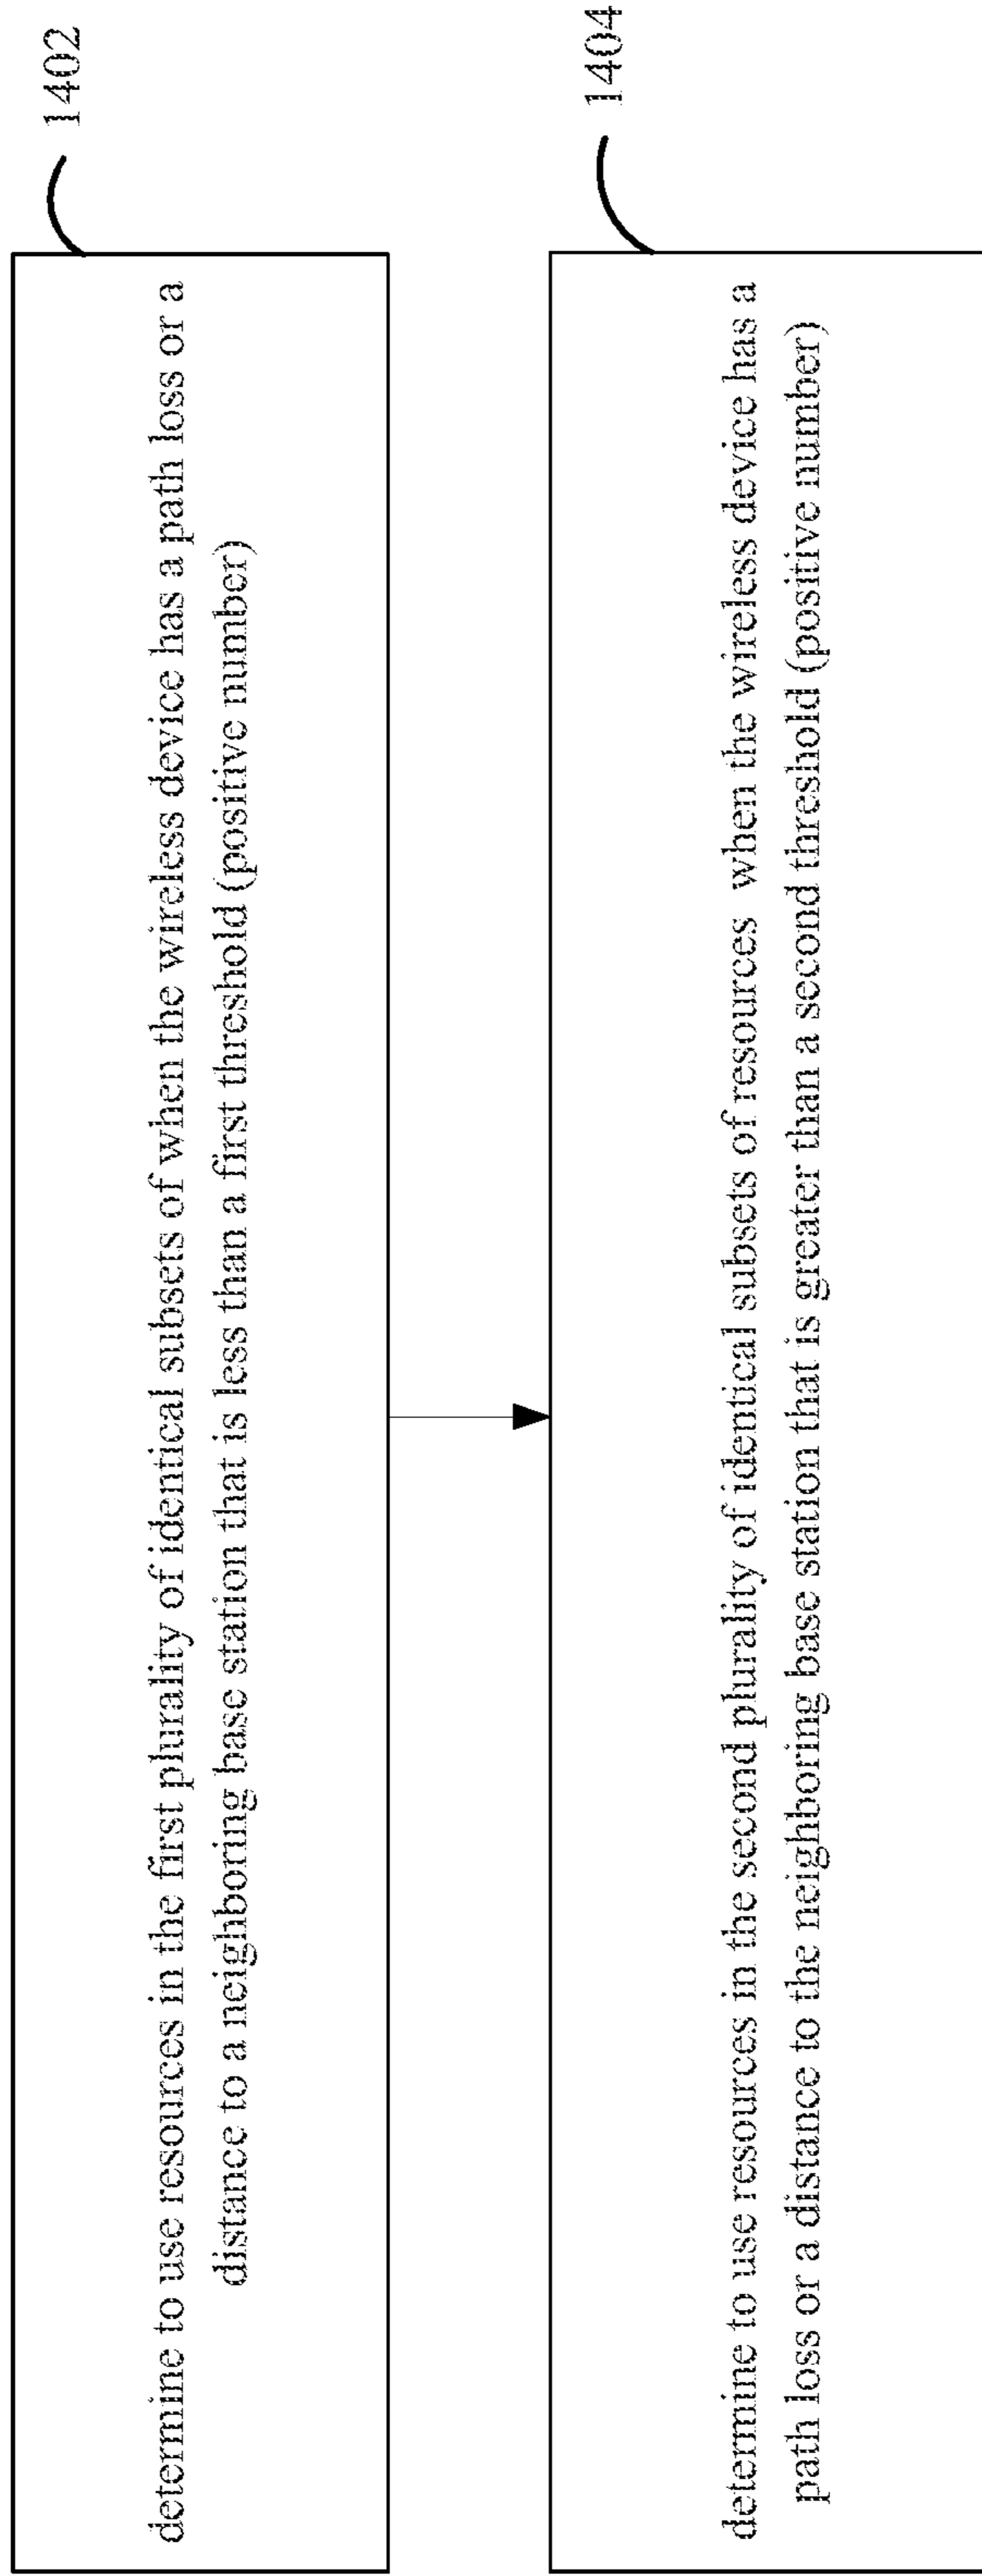 1402
determine to use resources in the first plurality of identical subsets of when the wireless device has a path loss or a
distance to a neighboring base station that is less than a first threshold (positive number)
1404
determine to use resources in the second plurality of identical subsets of resources when the wireless device has a
path loss or a distance to the neighboring base station that is greater than a second threshold (positive number)